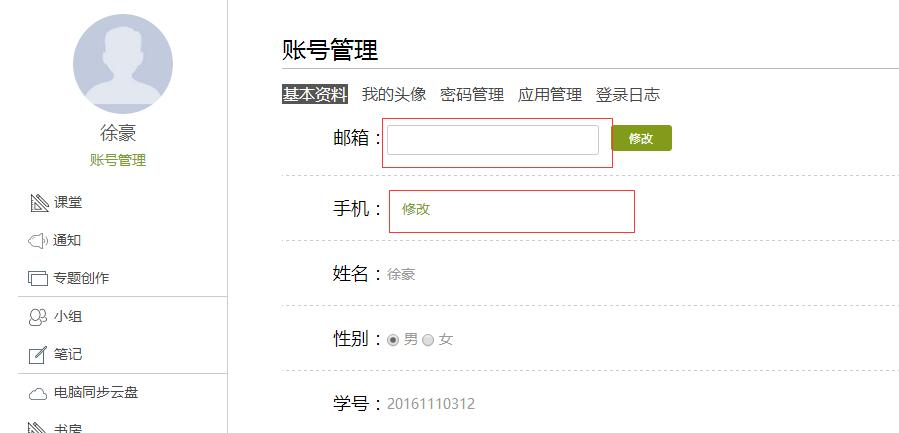 徐豪
账号管理
课堂
通知
专题创作
小组
笔记
电脑同步云盘
书房
账号管理
基本资料 我的头像 密码管理 应用管理 登录日志
邮箱： 修改
手机： 修改
姓名：徐豪
性别： 男 女
学号：20161110312